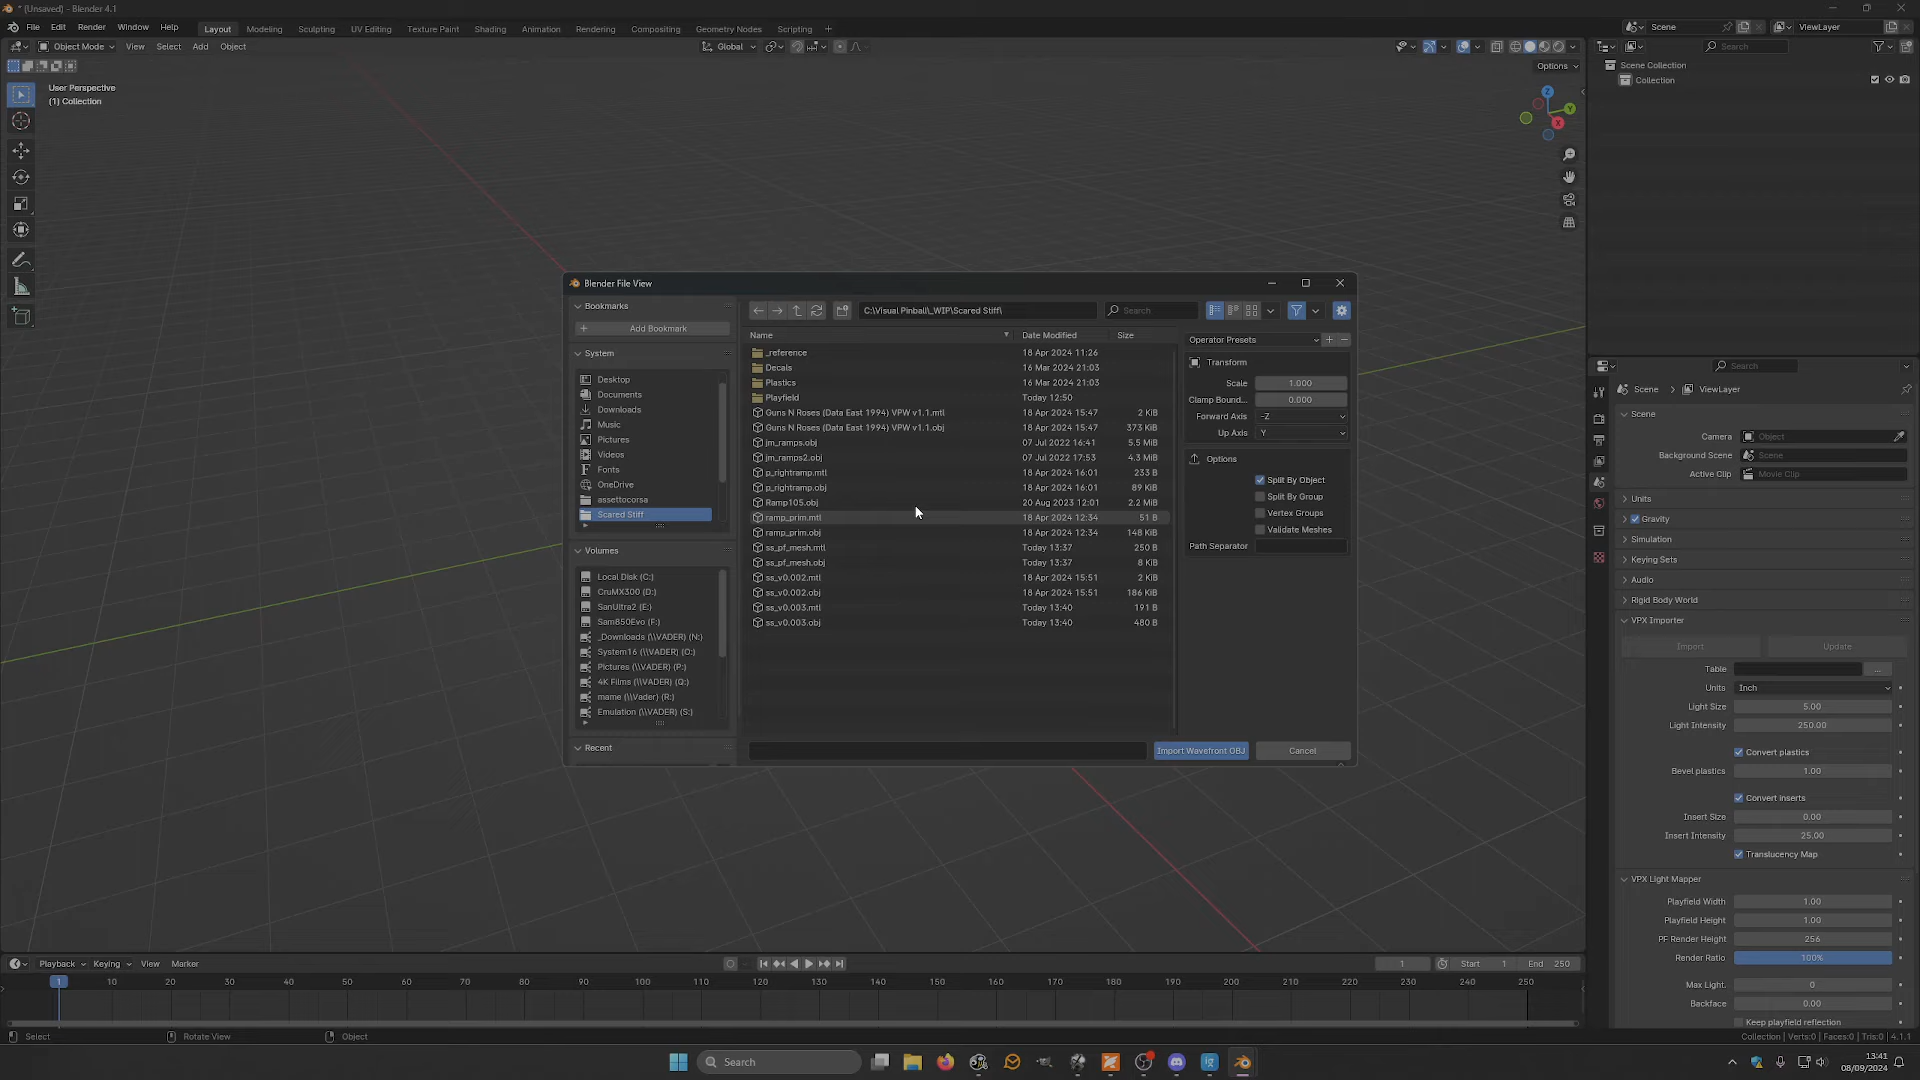 * (Unsaved) - Blender 4.1
File Edit Render Window Help Layout Modeling Sculpting UV Editing Texture Paint Shading Animation Rendering Compositing Geometry Nodes Scripting + Scene ViewLayer
Object Mode View Select Add Object Global Search
Options
User Perspective
(1) Collection
Scene Collection
Collection
Z
Y
X
Blender File View
Bookmarks
Add Bookmark
System
Desktop
Documents
Downloads
Music
Pictures
Videos
Fonts
OneDrive
assettocorsa
Scared Stiff
Volumes
Local Disk (C:)
CruMX300 (D:)
SanUltra2 (E:)
Sam850Evo (F:)
_Downloads (\\VADER) (N:)
System16 (\\VADER) (O:)
Pictures (\\VADER) (P:)
4K Films (\\VADER) (Q:)
mame (\\Vader) (R:)
Emulation (\\VADER) (S:)
Recent
C:\Visual Pinball\_WIP\Scared Stiff\ Search
Name Date Modified Size
_reference 18 Apr 2024 11:26
Decals 16 Mar 2024 21:03
Plastics 16 Mar 2024 21:03
Playfield Today 12:50
Guns N Roses (Data East 1994) VPW v1.1.mtl 18 Apr 2024 15:47 2 KiB
Guns N Roses (Data East 1994) VPW v1.1.obj 18 Apr 2024 15:47 373 KiB
jm_ramps.obj 07 Jul 2022 16:41 5.5 MiB
jm_ramps2.obj 07 Jul 2022 17:53 4.3 MiB
p_rightramp.mtl 18 Apr 2024 16:01 233 B
p_rightramp.obj 18 Apr 2024 16:01 89 KiB
Ramp105.obj 20 Aug 2023 12:01 2.2 MiB
ramp_prim.mtl 18 Apr 2024 12:34 51 B
ramp_prim.obj 18 Apr 2024 12:34 148 KiB
ss_pf_mesh.mtl Today 13:37 250 B
ss_pf_mesh.obj Today 13:37 8 KiB
ss_v0.002.mtl 18 Apr 2024 15:51 2 KiB
ss_v0.002.obj 18 Apr 2024 15:51 186 KiB
ss_v0.003.mtl Today 13:40 191 B
ss_v0.003.obj Today 13:40 480 B
Operator Presets
Transform
Scale 1.000
Clamp Bound... 0.000
Forward Axis -Z
Up Axis Y
Options
Split By Object
Split By Group
Vertex Groups
Validate Meshes
Path Separator
Import Wavefront OBJ Cancel
Search
Scene ViewLayer
Scene
Camera Object
Background Scene Scene
Active Clip Movie Clip
Units
Gravity
Simulation
Keying Sets
Audio
Rigid Body World
VPX Importer
Import Update
Table ...
Units Inch
Light Size 5.00
Light Intensity 250.00
Convert plastics
Bevel plastics 1.00
Convert inserts
Insert Size 0.00
Insert Intensity 25.00
Translucency Map
VPX Light Mapper
Playfield Width 1.00
Playfield Height 1.00
PF Render Height 256
Render Ratio 100%
Max Light. 0
Backface 0.00
Keep playfield reflection
Playback Keying View Marker 1 Start 1 End 250
1 10 20 30 40 50 60 70 80 90 100 110 120 130 140 150 160 170 180 190 200 210 220 230 240 250
Select Rotate View Object Collection | Verts:0 | Faces:0 | Tris:0 | 4.1.1
Search
13:41
08/09/2024